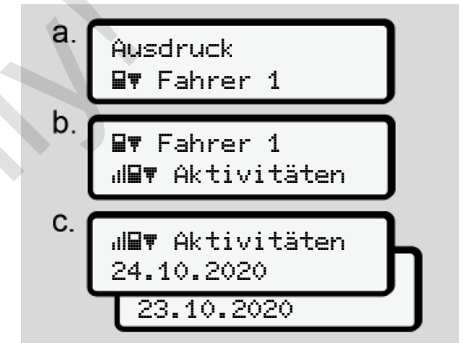 a.
Ausdruck
Fahrer 1
b.
Fahrer 1
Aktivitäten
c.
Aktivitäten
24.10.2020
23.10.2020